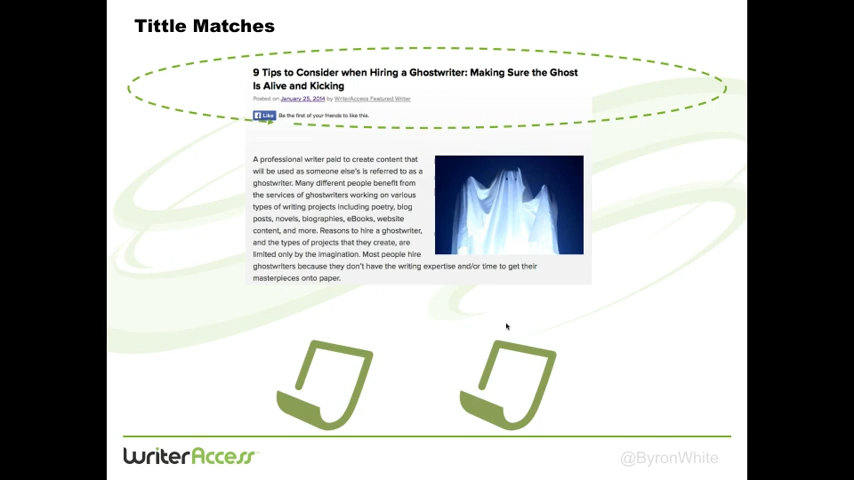 Tittle Matches
9 Tips to Consider when Hiring a Ghostwriter: Making Sure the Ghost
Is Alive and Kicking
Posted on January 25, 2014 by WriterAccess Featured Writer
Like Be the first of your friends to like this.
A professional writer paid to create content that
will be used as someone else's is referred to as a
ghostwriter. Many different people benefit from
the services of ghostwriters working on various
types of writing projects including poetry, blog
posts, novels, biographies, eBooks, website
content, and more. Reasons to hire a ghostwriter,
and the types of projects that they create, are
limited only by the imagination. Most people hire
ghostwriters because they don't have the writing expertise and/or time to get their
masterpieces onto paper.
WriterAccess
@ByronWhite